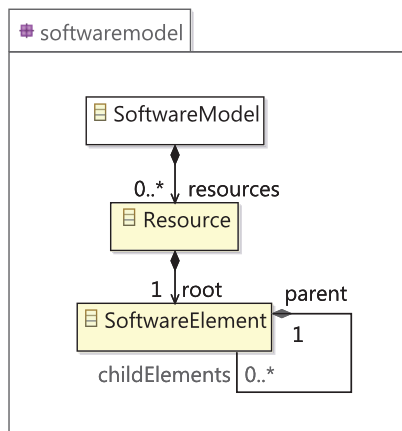 softwaremodel
SoftwareModel
0..* resources
Resource
1 root
parent
SoftwareElement
1
childElements 0..*